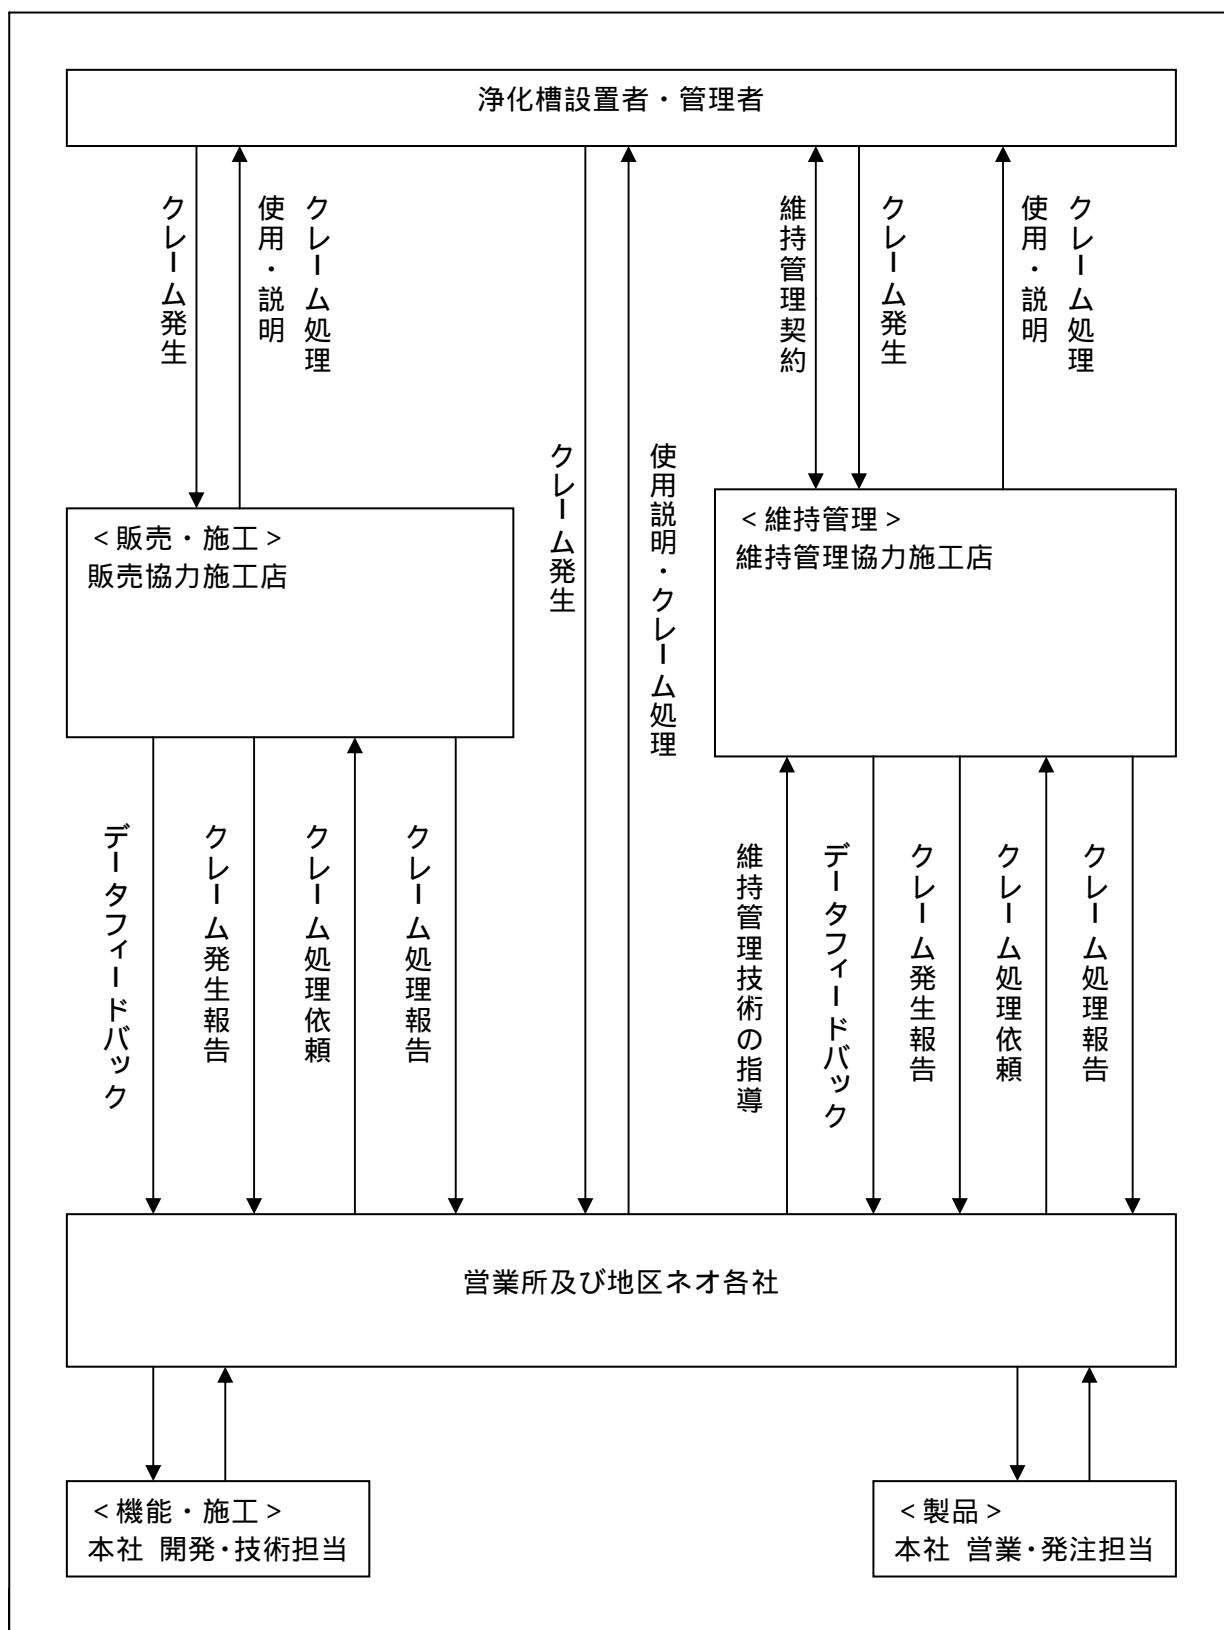 浄化槽設置者・管理者
クレーム発生
使用・説明
クレーム処理
維持管理契約
クレーム発生
使用・説明
クレーム処理
クレーム発生
使用説明・クレーム処理
<販売・施工>
販売協力施工店
<維持管理>
維持管理協力施工店
データフィードバック
クレーム発生報告
クレーム処理依頼
クレーム処理報告
維持管理技術の指導
データフィードバック
クレーム発生報告
クレーム処理依頼
クレーム処理報告
営業所及び地区ネオ各社
<機能・施工>
本社 開発・技術担当
<製品>
本社 営業・発注担当